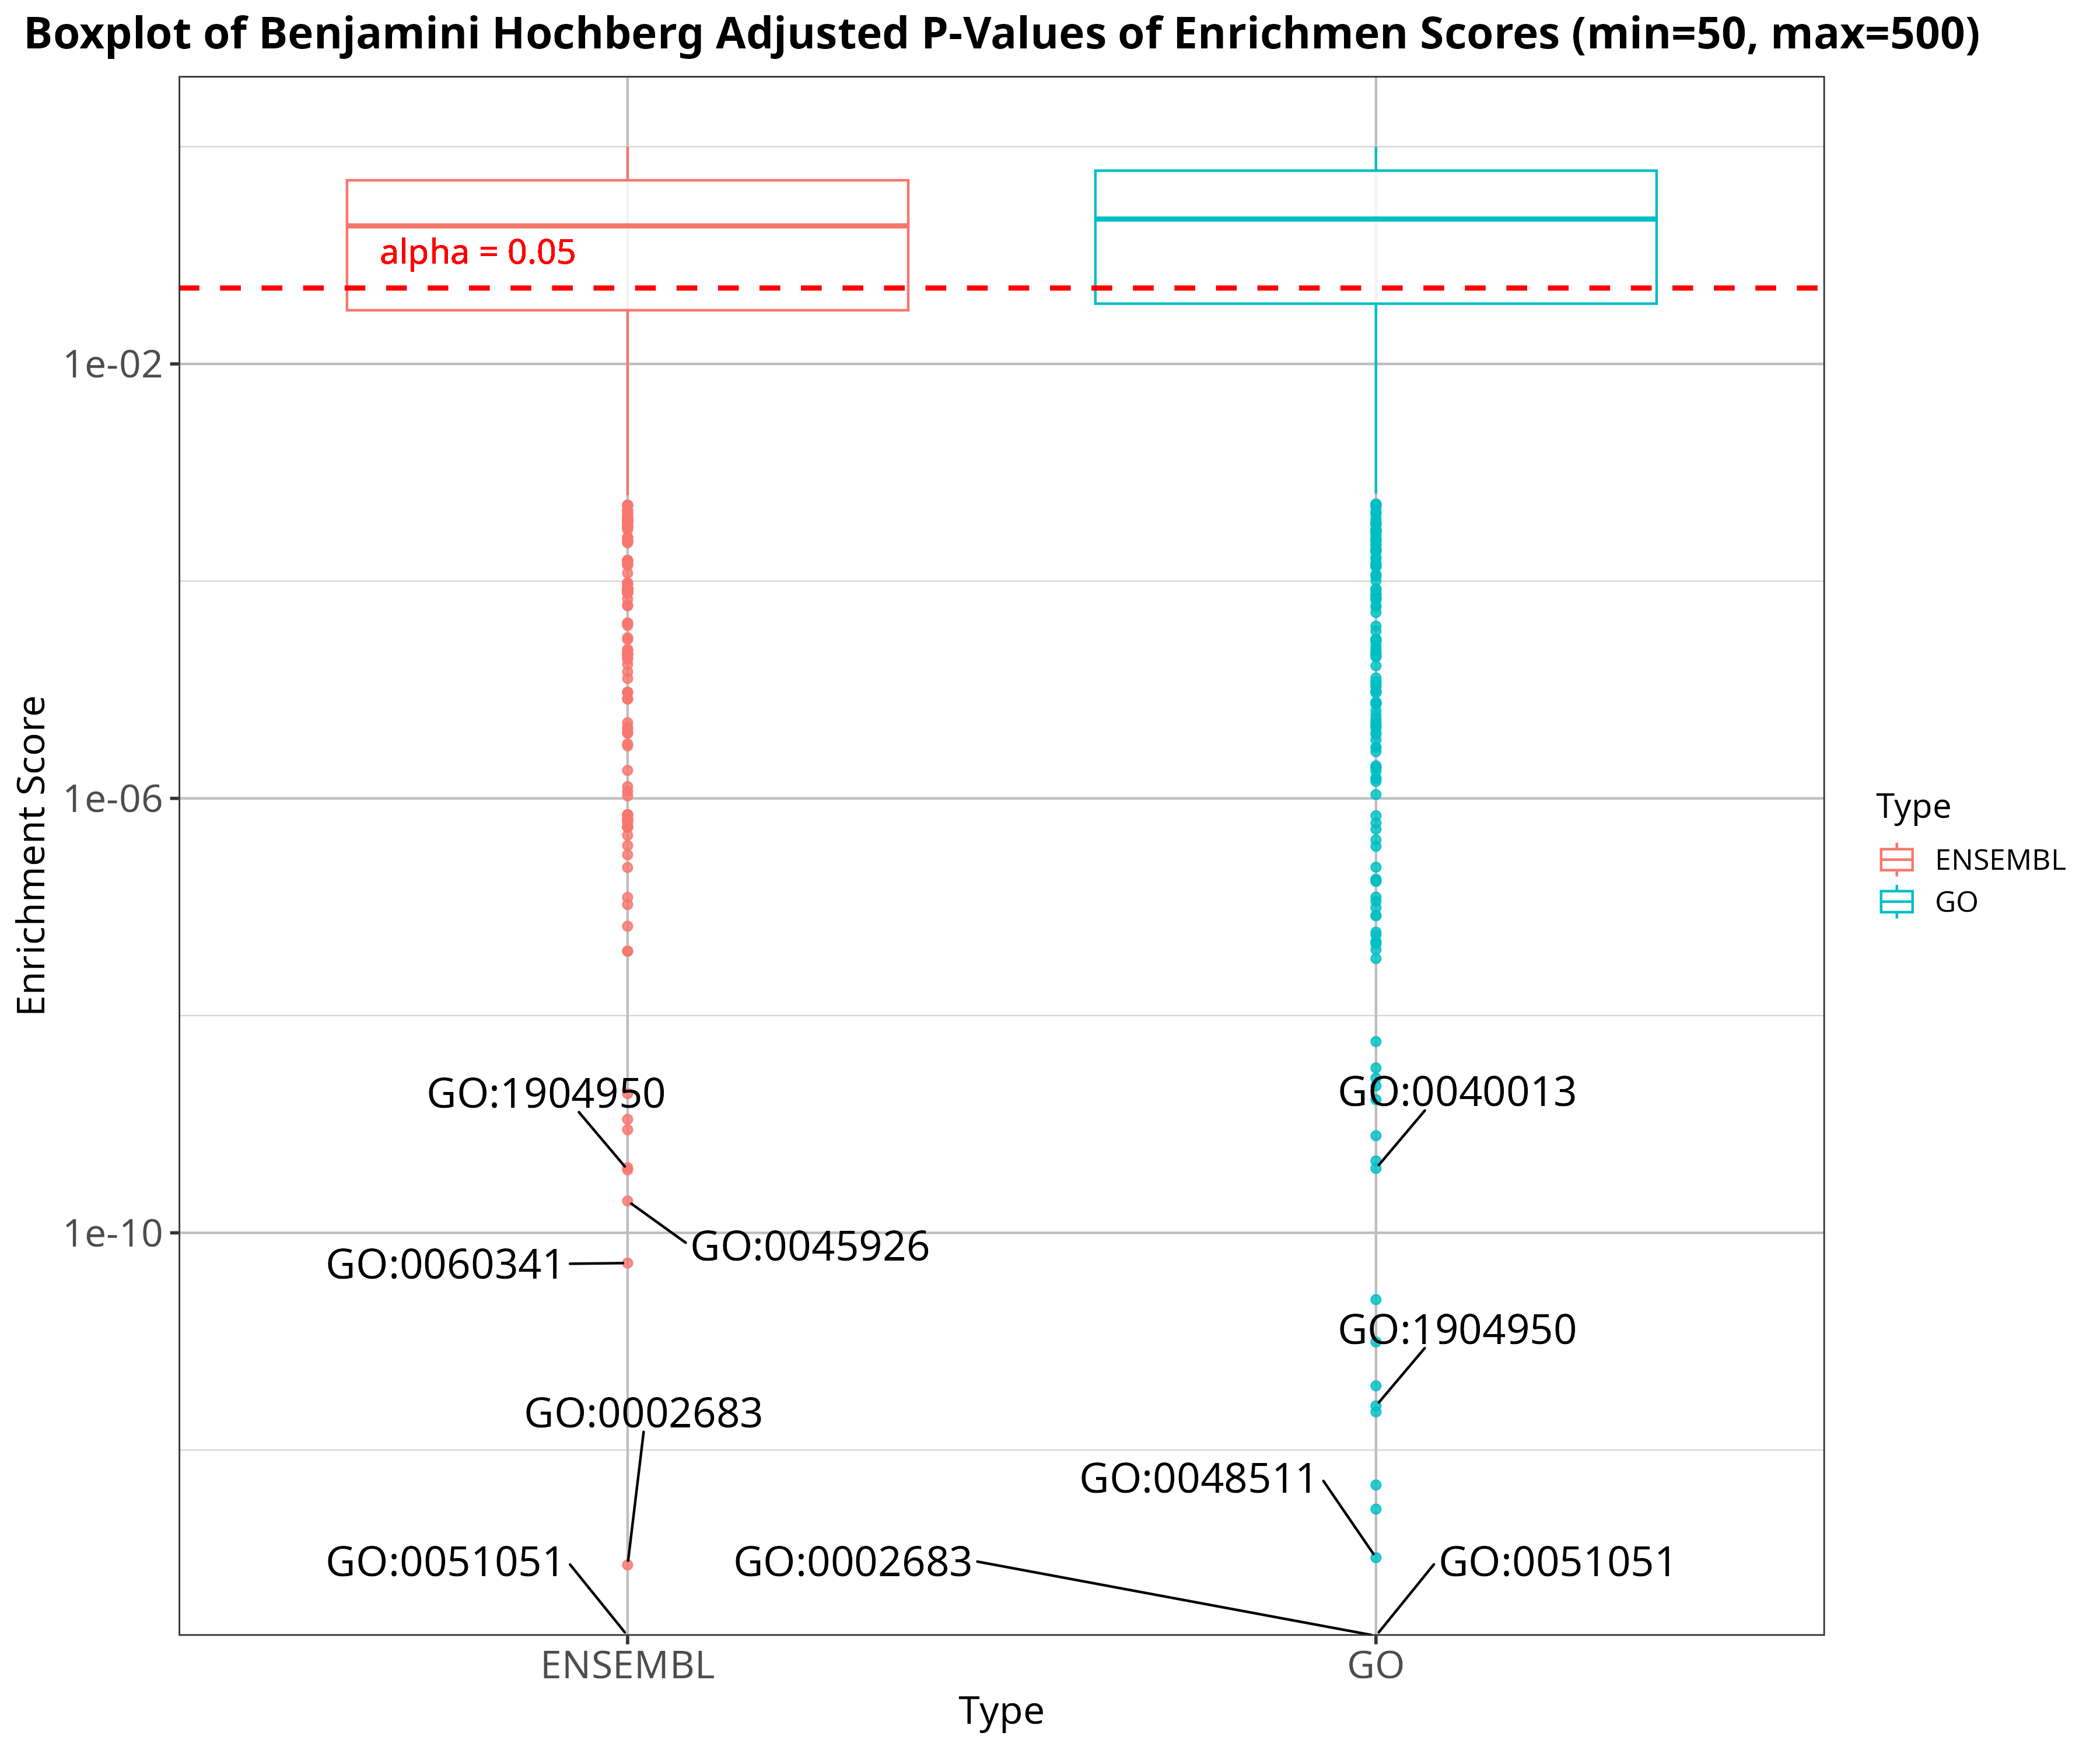 Boxplot of Benjamini Hochberg Adjusted P-Values of Enrichmen Scores (min=50, max=500)
alpha = 0.05
1e-02
1e-06
1e-10
Enrichment Score
GO:1904950
GO:0040013
GO:0045926
GO:0060341
GO:1904950
GO:0002683
GO:0048511
GO:0051051
GO:0002683
GO:0051051
ENSEMBL
GO
Type
Type
ENSEMBL
GO